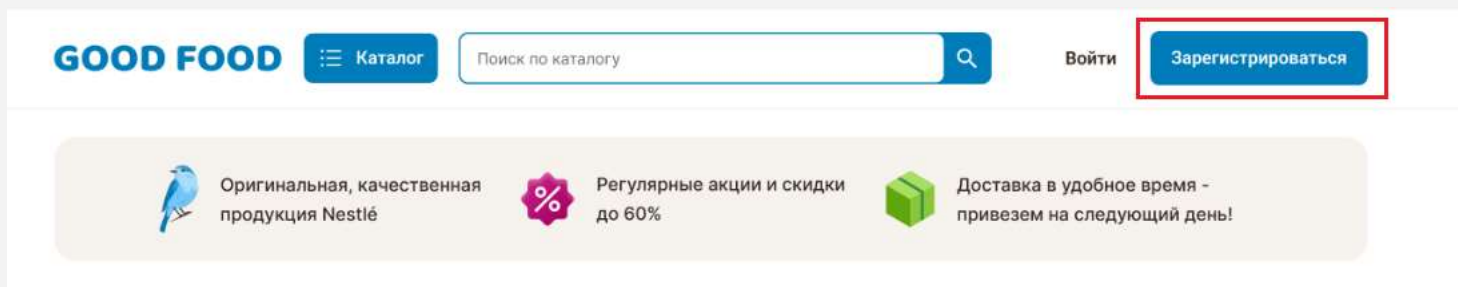 GOOD FOOD Каталог Поиск по каталогу Войти Зарегистрироваться
Оригинальная, качественная
продукция Nestlé
% Регулярные акции и скидки
до 60%
Доставка в удобное время -
привезем на следующий день!